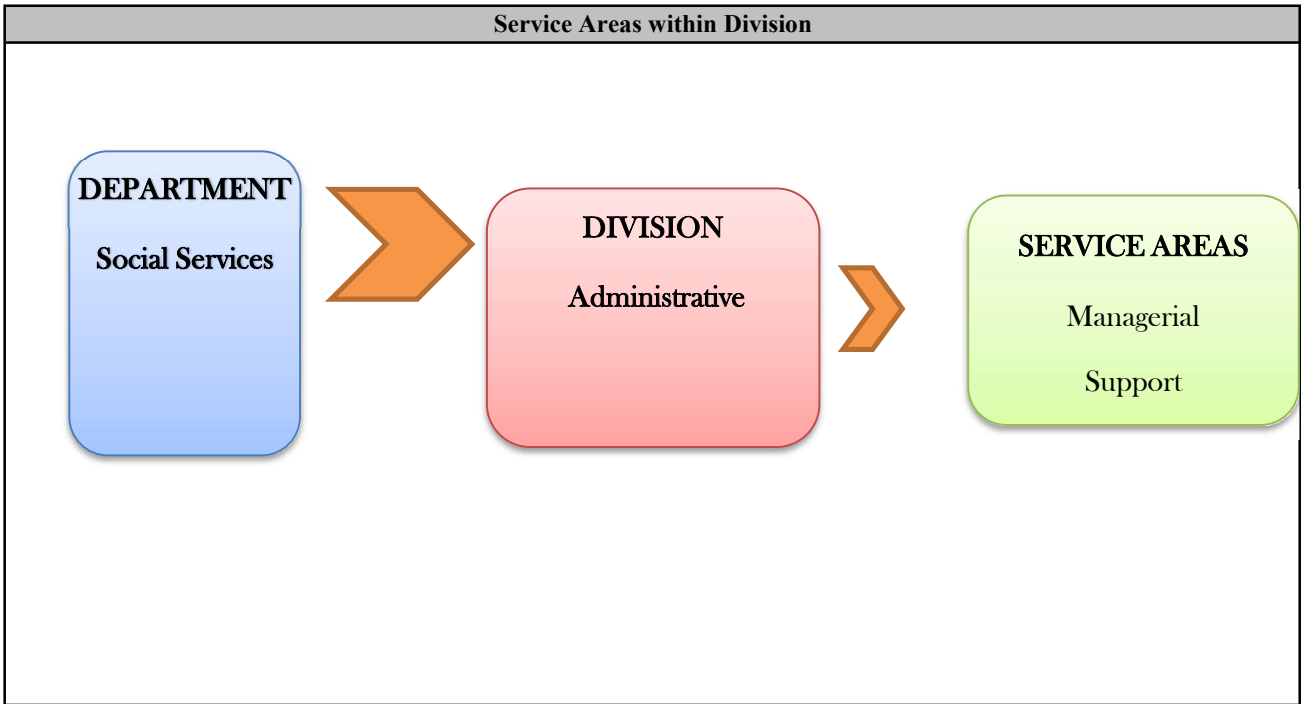 Service Areas within Division
DEPARTMENT
Social Services
DIVISION
Administrative
SERVICE AREAS
Managerial
Support